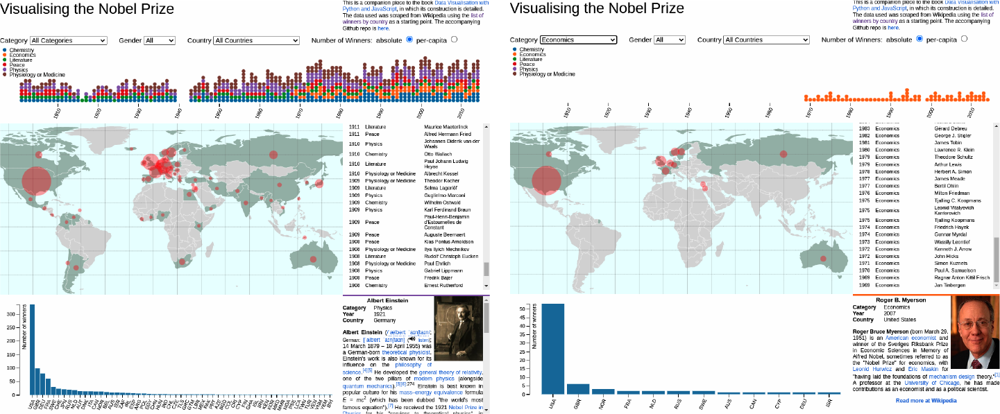 Visualising the Nobel Prize
This is a companion piece to the book Data Visualisation with
Python and JavaScript, in which its construction is detailed.
The data used was scraped from Wikipedia using the list of
winners by country as a starting point. The accompanying
Github repo is here.
Category All Categories Gender All Country All Countries Number of Winners: absolute per-capita
Chemistry
Economics
Literature
Peace
Physics
Physiology or Medicine
1910 1920 1930 1940 1950 1960 1970 1980 1990 2000 2010
1911 Literature Maurice Maeterlinck
1911 Peace Alfred Hermann Fried
1910 Physics Johannes Diderik van der
Waals
1910 Chemistry Otto Wallach
1910 Literature Paul Johann Ludwig
Heyse
1910 Physiology or Medicine Albrecht Kossel
1909 Physiology or Medicine Theodor Kocher
1909 Literature Selma Lagerlöf
1909 Physics Guglielmo Marconi
1909 Chemistry Wilhelm Ostwald
1909 Physics Karl Ferdinand Braun
1909 Peace Paul-Henri-Benjamin
d'Estournelles de
Constant
1909 Peace Auguste Beernaert
1908 Peace Klas Pontus Arnoldson
1908 Physiology or Medicine Ilya Ilyich Mechnikov
1908 Literature Rudolf Christoph Eucken
1908 Physiology or Medicine Paul Ehrlich
1908 Physics Gabriel Lippmann
1908 Peace Fredrik Bajer
1908 Chemistry Ernest Rutherford
Number of winners
300
250
200
150
100
50
0
USA GBR DEU FRA SWE CHE JPN RUS NLD AUT
Albert Einstein
Category Physics
Year 1921
Country Germany
Albert Einstein
14 March 1879 – 18 April 1955) was
a German-born theoretical physicist.
Einstein's work is also known for its
influence on the philosophy of
science.[4][5] He developed the general theory of relativity,
one of the two pillars of modern physics (alongside
quantum mechanics).[3][6]:274 Einstein is best known in
popular culture for his mass–energy equivalence formula
E = mc² (which has been dubbed "the world's most
famous equation").[7] He received the 1921 Nobel Prize in
Physics for his "services to theoretical physics", in
Visualising the Nobel Prize
This is a companion piece to the book Data Visualisation with
Python and JavaScript, in which its construction is detailed.
The data used was scraped from Wikipedia using the list of
winners by country as a starting point. The accompanying
Github repo is here.
Category Economics Gender All Country All Countries Number of Winners: absolute per-capita
Chemistry
Economics
Literature
Peace
Physics
Physiology or Medicine
1910 1920 1930 1940 1950 1960 1970 1980 1990 2000 2010
1983 Economics Gérard Debreu
1982 Economics George J. Stigler
1981 Economics James Tobin
1980 Economics Lawrence R. Klein
1979 Economics Theodore Schultz
1979 Economics Arthur Lewis
1978 Economics Herbert A. Simon
1977 Economics James Meade
1977 Economics Bertil Ohlin
1976 Economics Milton Friedman
1975 Economics Tjalling C. Koopmans
1975 Economics Leonid Vitalyevich
Kantorovich
1975 Economics Tjalling Koopmans
1974 Economics Friedrich Hayek
1974 Economics Gunnar Myrdal
1973 Economics Wassily Leontief
1972 Economics Kenneth J. Arrow
1972 Economics John Hicks
1971 Economics Simon Kuznets
1970 Economics Paul A. Samuelson
1969 Economics Ragnar Anton Kittil Frisch
1969 Economics Jan Tinbergen
Number of winners
50
45
40
35
30
25
20
15
10
5
0
USA GBR NOR FRA NLD RUS SWE AUS CAN CYP DEU ISR
Roger B. Myerson
Category Economics
Year 2007
Country United States
Roger Bruce Myerson (born March 29,
1951) is an American economist and
winner of the Sveriges Riksbank Prize
in Economic Sciences in Memory of
Alfred Nobel, sometimes referred to as
the "Nobel Prize" for economics, with
Leonid Hurwicz and Eric Maskin for
"having laid the foundations of mechanism design theory."[1]
A professor at the University of Chicago, he has made
contributions as an economist and as a political scientist.
Read more at Wikipedia